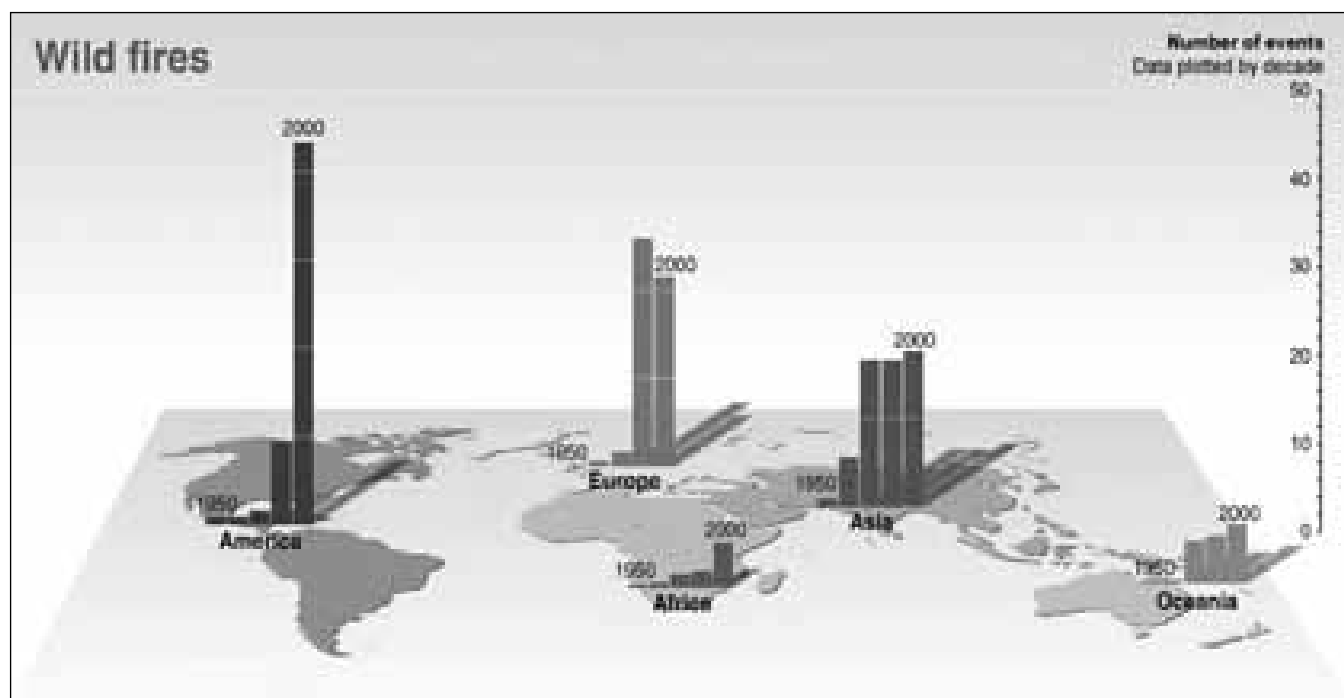 Wild fires
Number of events
Data plotted by decade
50
40
30
20
10
0
2000
1950
America
2000
1950
Europe
2000
1950
Africa
2000
1950
Asia
2000
1950
Oceania